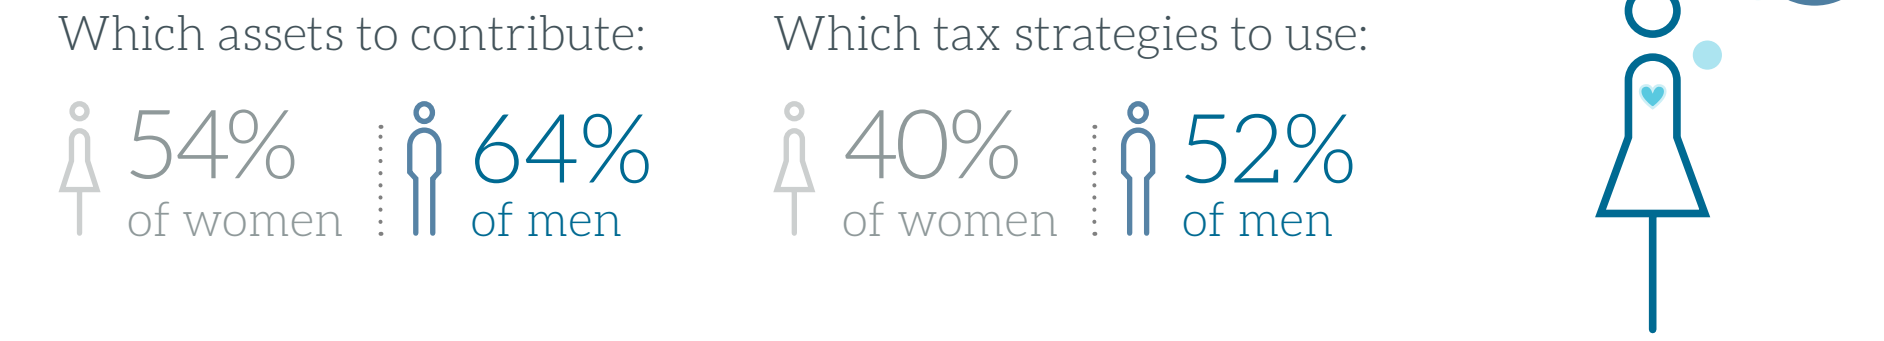 Which assets to contribute:
54%
of women
64%
of men
Which tax strategies to use:
40%
of women
52%
of men